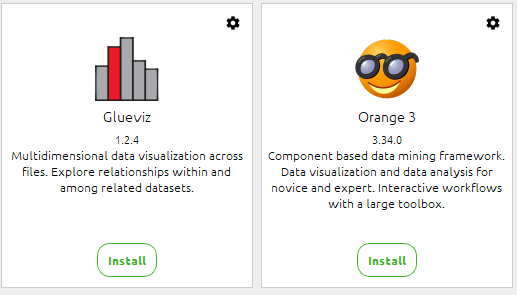 Glueviz
1.2.4
Multidimensional data visualization across
files. Explore relationships within and
among related datasets.
Install
Orange 3
3.34.0
Component based data mining framework.
Data visualization and data analysis for
novice and expert. Interactive workflows
with a large toolbox.
Install